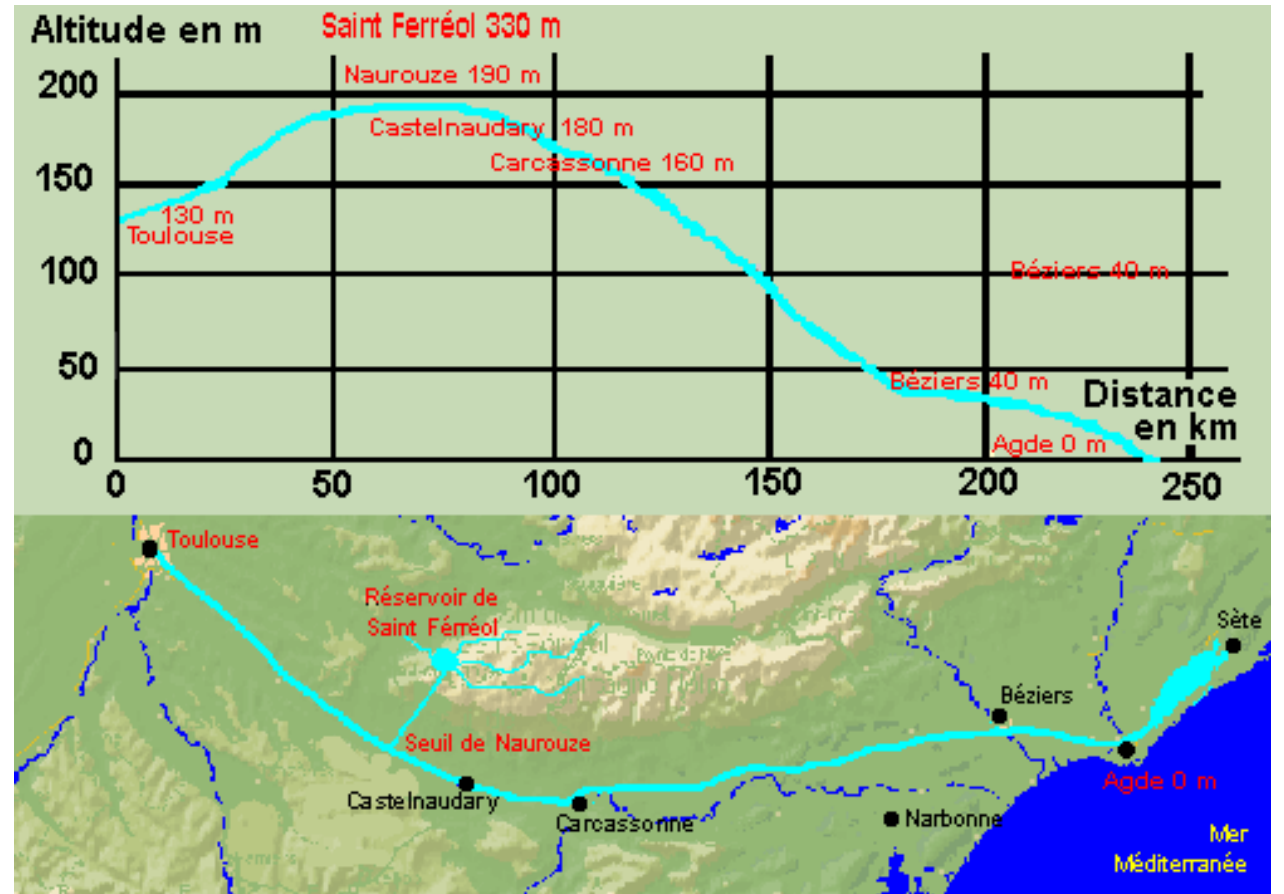 Altitude en m
Saint Ferréol 330 m
Naurouze 190 m
200
Castelnaudary 180 m
Carcassonne 160 m
150
130 m
Toulouse
100
Béziers 40 m
50
Béziers 40 m
Distance
en km
Agde 0 m
0
0 50 100 150 200 250
Toulouse
Réservoir de
Saint Férréol
Sète
Béziers
Seuil de Naurouze
Castelnaudary
Agde 0 m
Carcassonne
Narbonne
Mer
Méditerranée